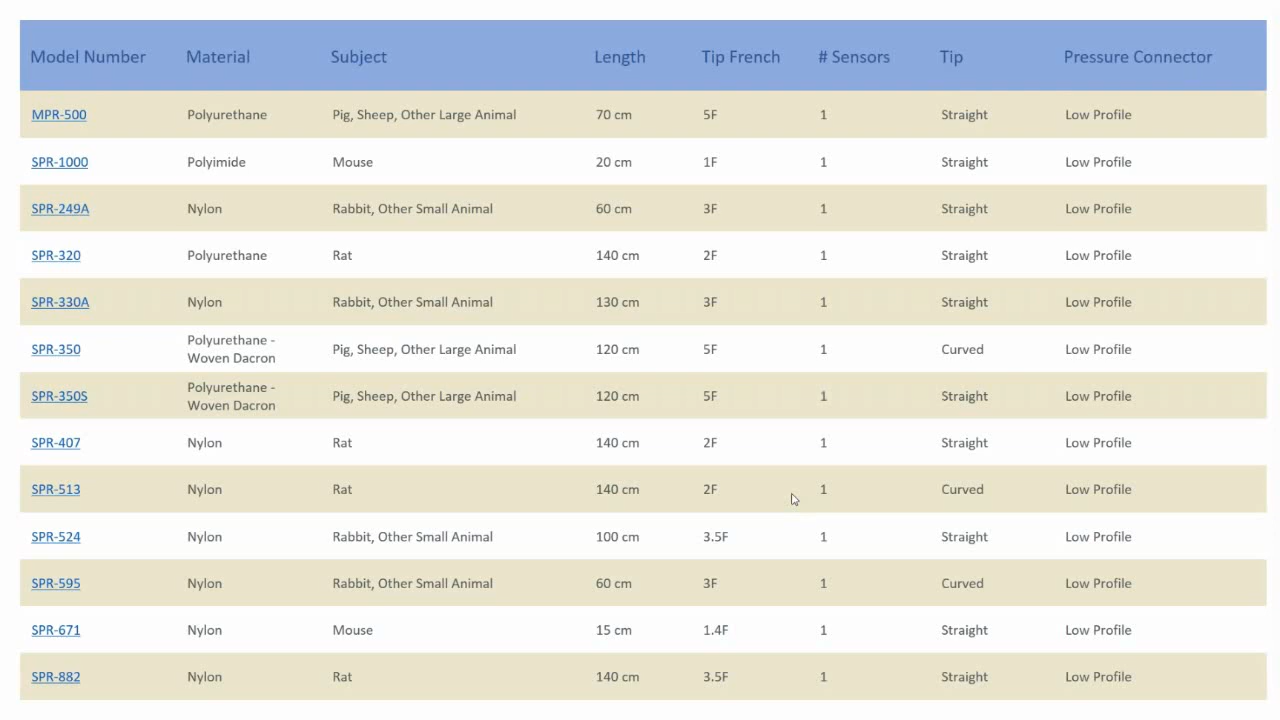 Model Number Material Subject Length Tip French # Sensors Tip Pressure Connector
MPR-500 Polyurethane Pig, Sheep, Other Large Animal 70 cm 5F 1 Straight Low Profile
SPR-1000 Polyimide Mouse 20 cm 1F 1 Straight Low Profile
SPR-249A Nylon Rabbit, Other Small Animal 60 cm 3F 1 Straight Low Profile
SPR-320 Polyurethane Rat 140 cm 2F 1 Straight Low Profile
SPR-330A Nylon Rabbit, Other Small Animal 130 cm 3F 1 Straight Low Profile
SPR-350 Polyurethane - Woven Dacron Pig, Sheep, Other Large Animal 120 cm 5F 1 Curved Low Profile
SPR-350S Polyurethane - Woven Dacron Pig, Sheep, Other Large Animal 120 cm 5F 1 Straight Low Profile
SPR-407 Nylon Rat 140 cm 2F 1 Straight Low Profile
SPR-513 Nylon Rat 140 cm 2F 1 Curved Low Profile
SPR-524 Nylon Rabbit, Other Small Animal 100 cm 3.5F 1 Straight Low Profile
SPR-595 Nylon Rabbit, Other Small Animal 60 cm 3F 1 Curved Low Profile
SPR-671 Nylon Mouse 15 cm 1.4F 1 Straight Low Profile
SPR-882 Nylon Rat 140 cm 3.5F 1 Straight Low Profile